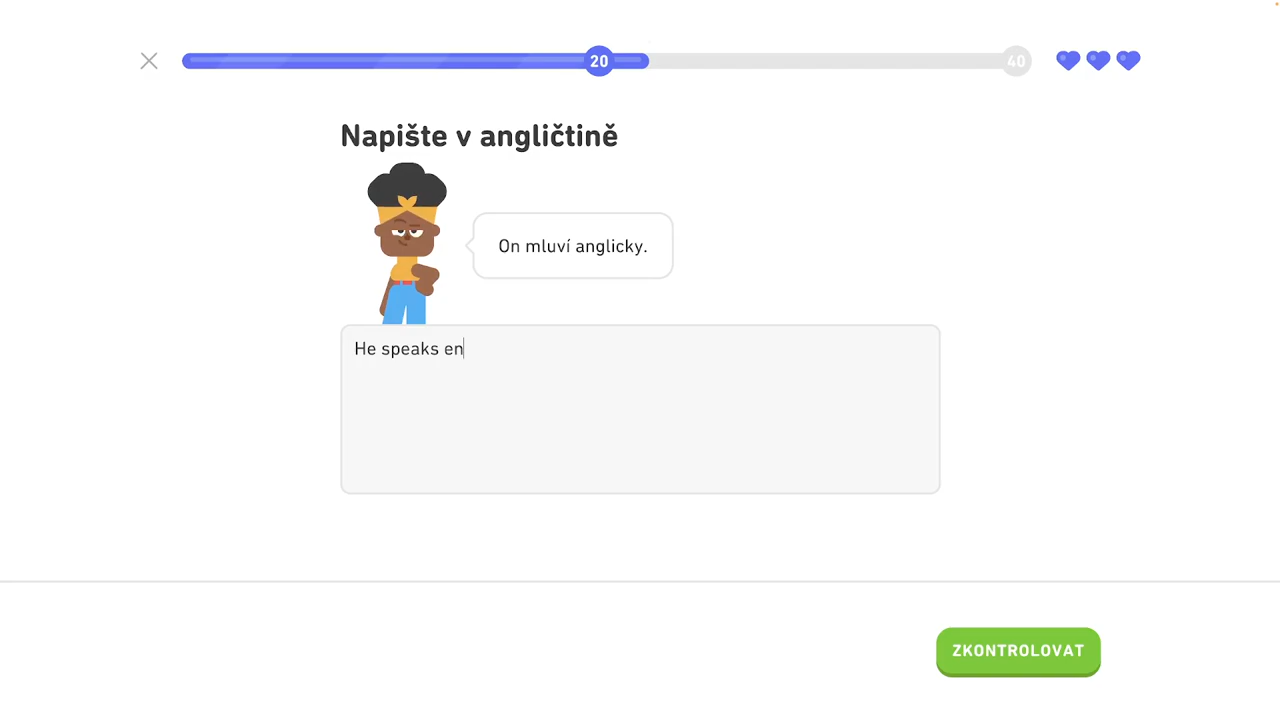 20
40
Napište v angličtině
On mluví anglicky.
He speaks en
ZKONTROLOVAT